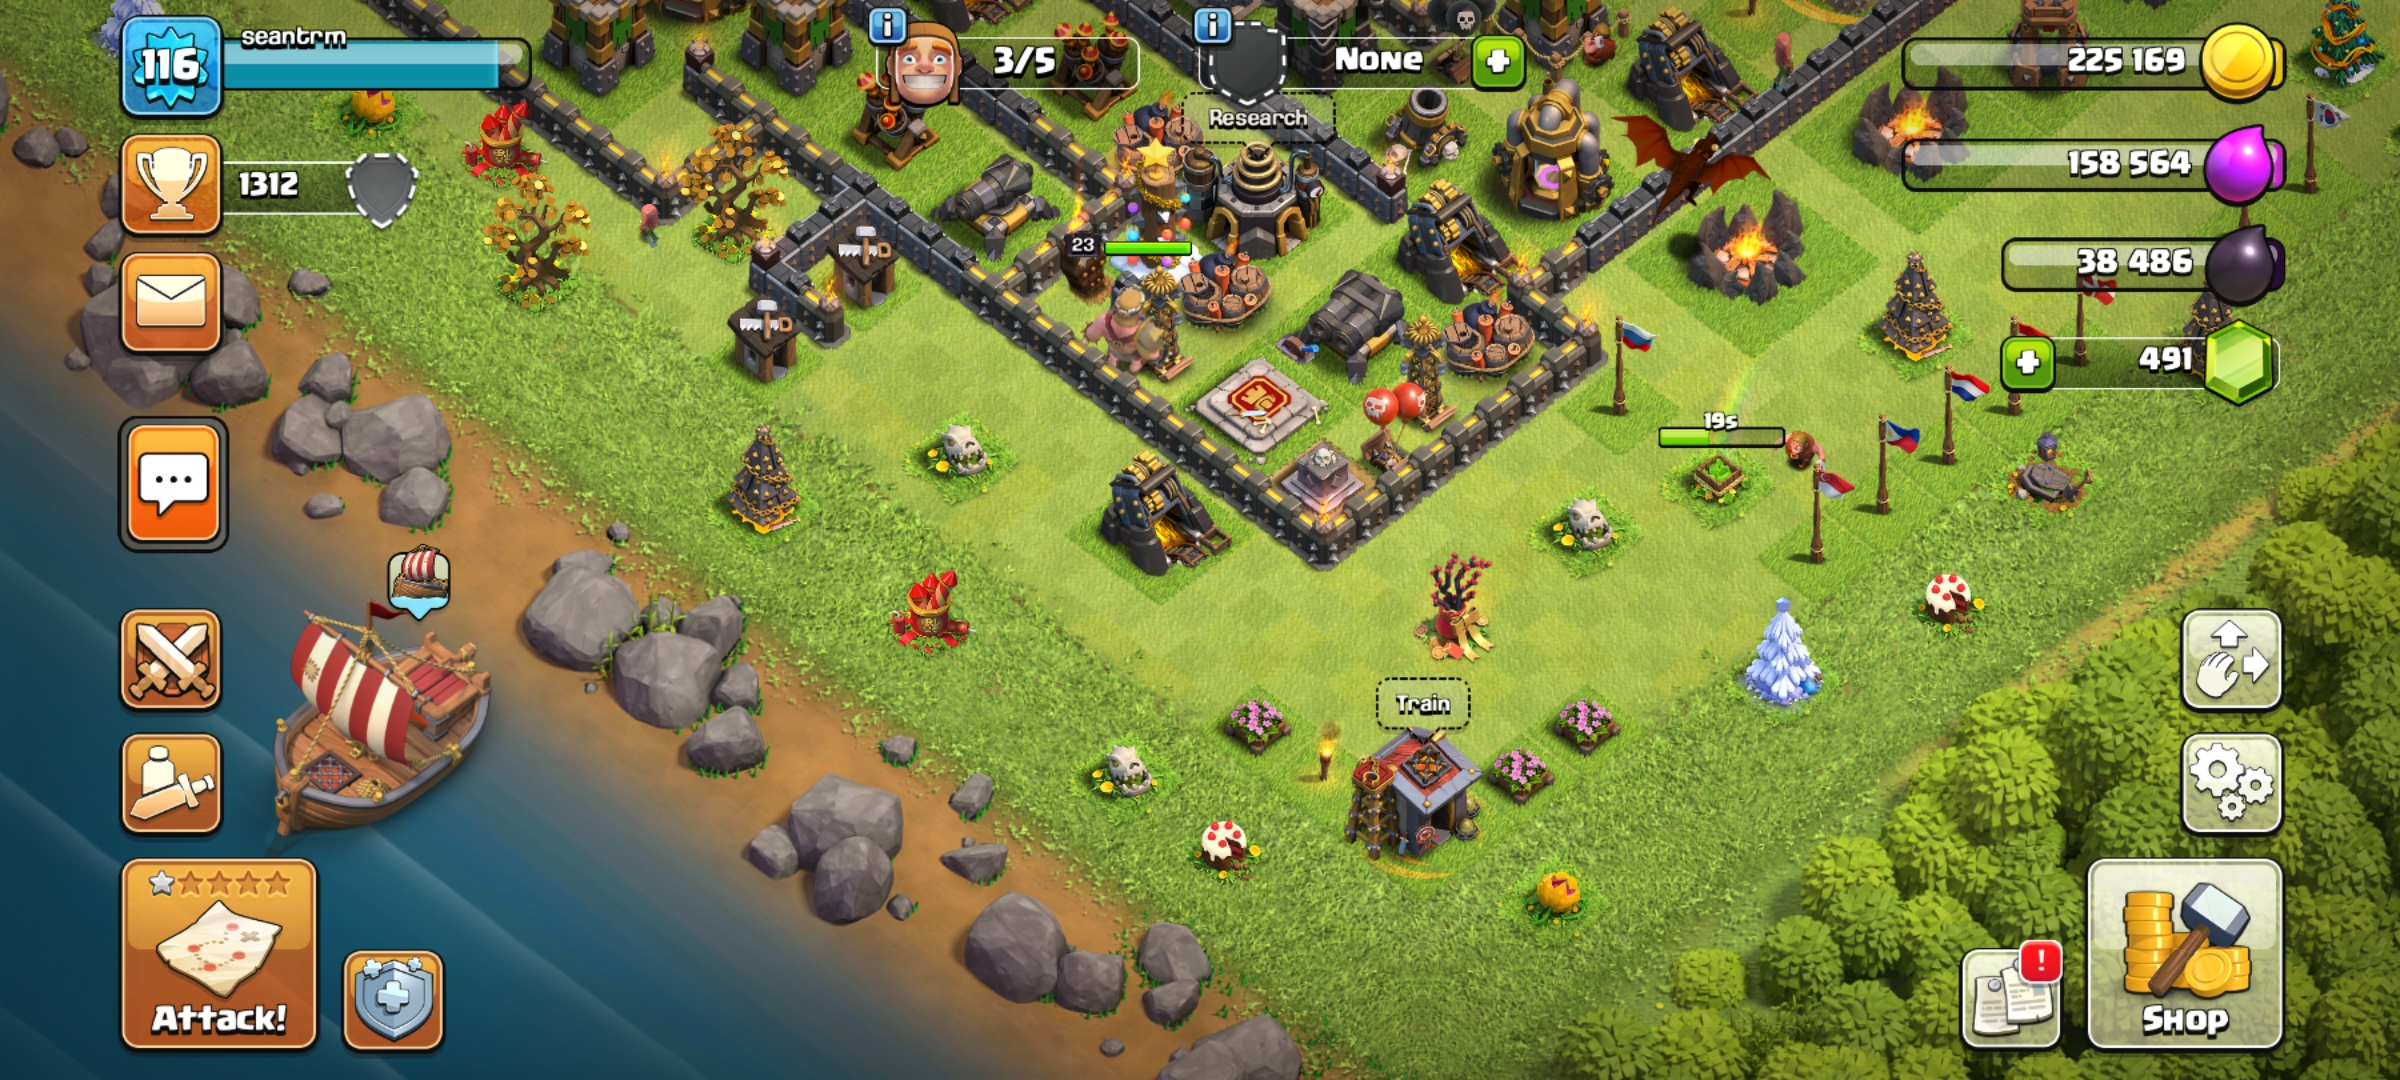 116
seantrm
i
3/5
i
None
225 169
1312
Research
158 564
23
38 486
491
19s
Train
Attack!
!
Shop